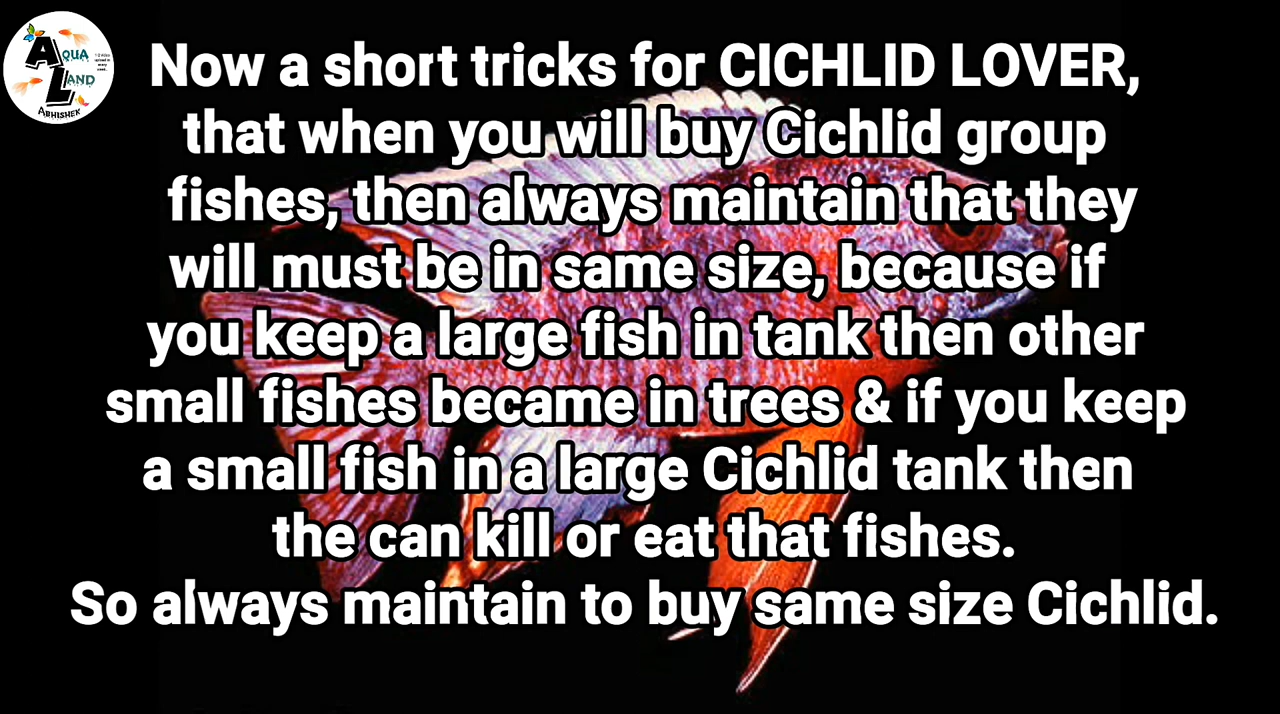 AQUA
LAND
ABHISHEK
Now a short tricks for CICHLID LOVER,
that when you will buy Cichlid group
fishes, then always maintain that they
will must be in same size, because if
you keep a large fish in tank then other
small fishes became in trees & if you keep
a small fish in a large Cichlid tank then
the can kill or eat that fishes.
So always maintain to buy same size Cichlid.